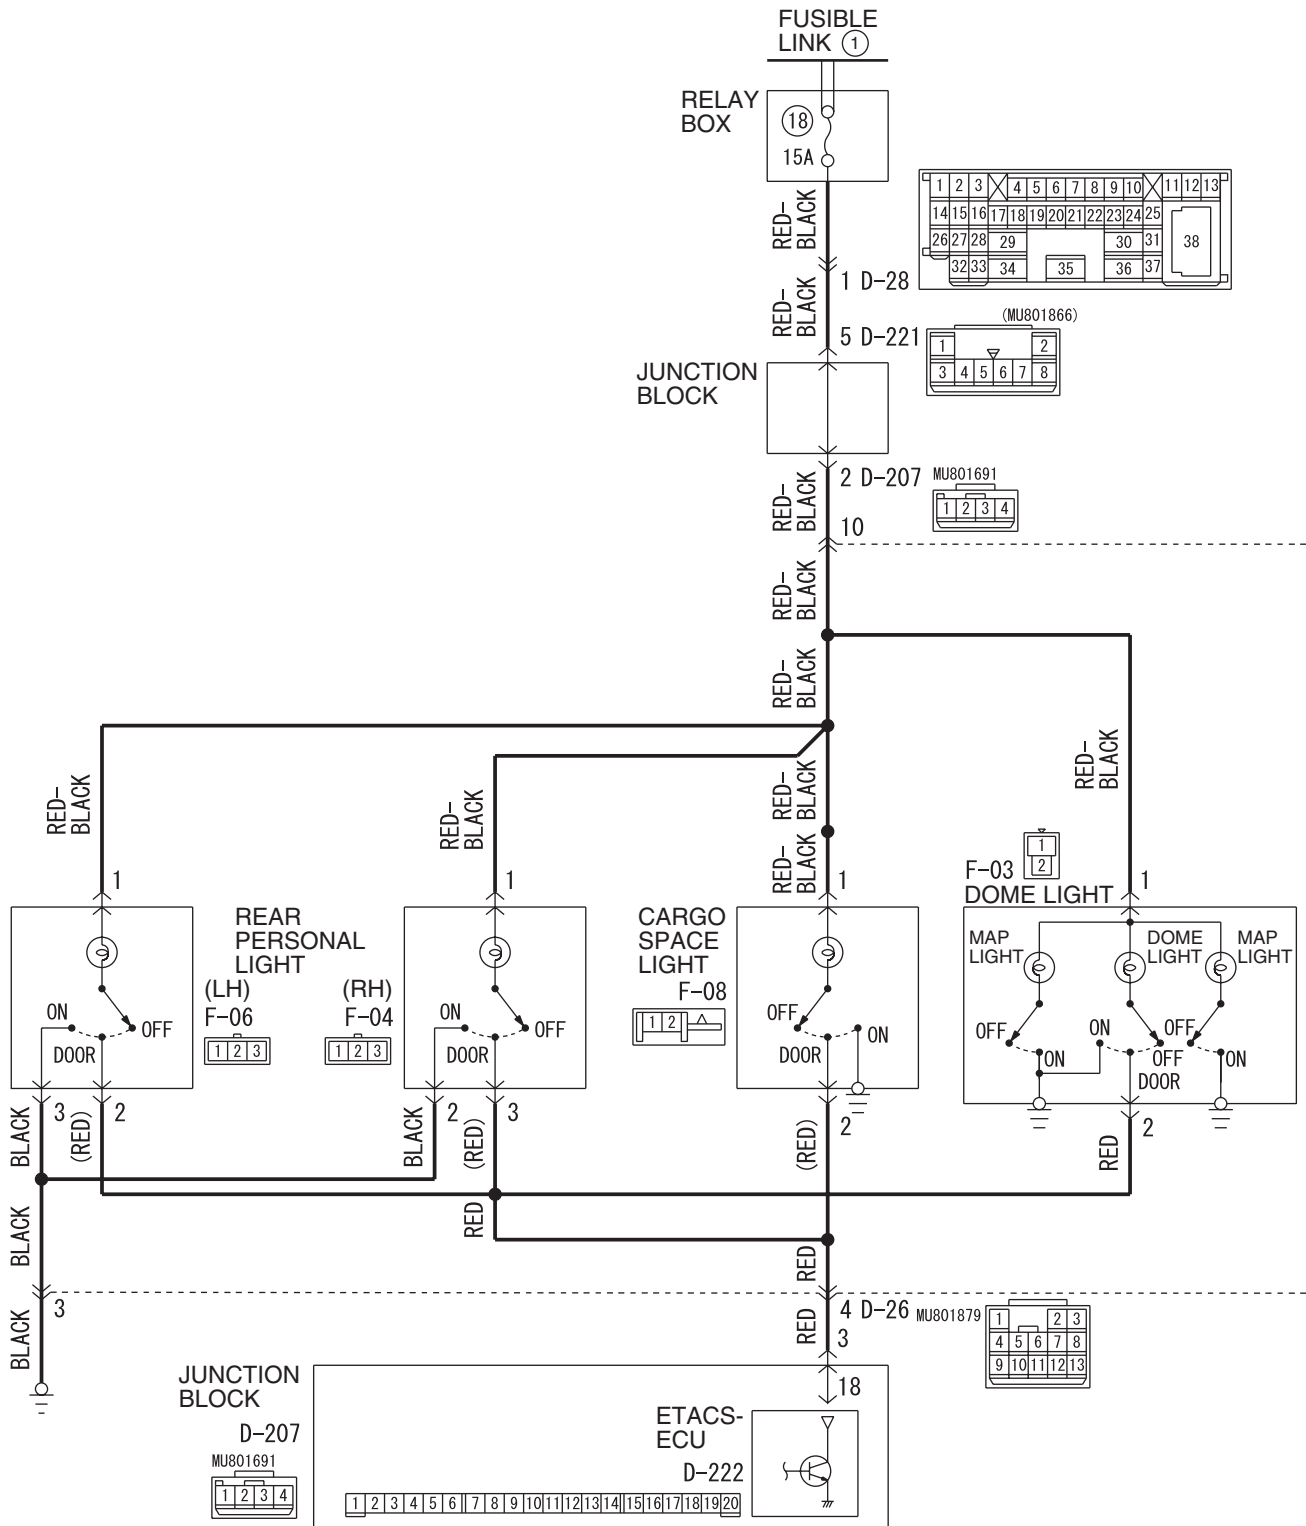 FUSIBLE
LINK 1
RELAY
BOX
18
15A
RED-
BLACK
1 2 3 4 5 6 7 8 9 10 11 12 13
14 15 16 17 18 19 20 21 22 23 24 25
26 27 28 29 30 31 38
32 33 34 35 36 37
1 D-28
RED-
BLACK
5 D-221
(MU801866)
1 2
3 4 5 6 7 8
JUNCTION
BLOCK
2 D-207
MU801691
1 2 3 4
RED-
BLACK
10
RED-
BLACK
RED-
BLACK
RED-
BLACK
RED-
BLACK
RED-
BLACK
RED-
BLACK
RED-
BLACK
1
1
1
1
F-03
1
2
DOME LIGHT
REAR
PERSONAL
LIGHT
(LH)
F-06
1 2 3
(RH)
F-04
1 2 3
ON
OFF
DOOR
ON
OFF
DOOR
CARGO
SPACE
LIGHT
F-08
1 2
OFF
DOOR
ON
MAP
LIGHT
DOME
LIGHT
MAP
LIGHT
OFF
ON
ON
OFF
DOOR
OFF
ON
BLACK
3
(RED)
2
BLACK
2
(RED)
3
(RED)
2
RED
2
BLACK
RED
RED
3
BLACK
4 D-26
MU801879
1 2 3
4 5 6 7 8
9 10 11 12 13
RED
3
JUNCTION
BLOCK
D-207
MU801691
1 2 3 4
18
ETACS-
ECU
D-222
1 2 3 4 5 6 7 8 9 10 11 12 13 14 15 16 17 18 19 20